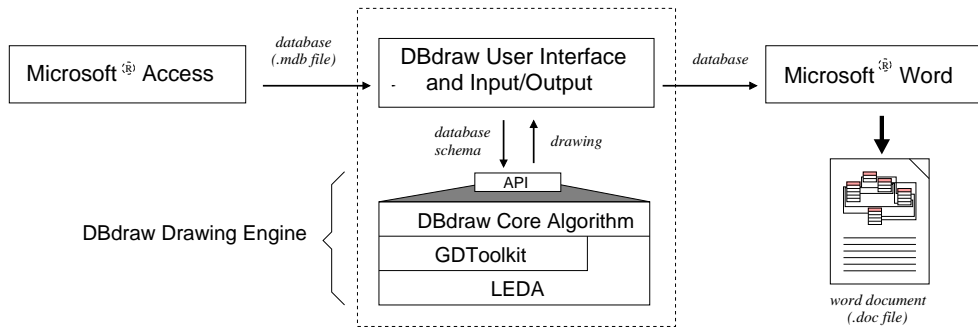 Microsoft ® Access
database
(.mdb file)
DBdraw User Interface
and Input/Output
-
database
Microsoft ® Word
database
schema
drawing
API
DBdraw Drawing Engine
DBdraw Core Algorithm
GDToolkit
LEDA
word document
(.doc file)